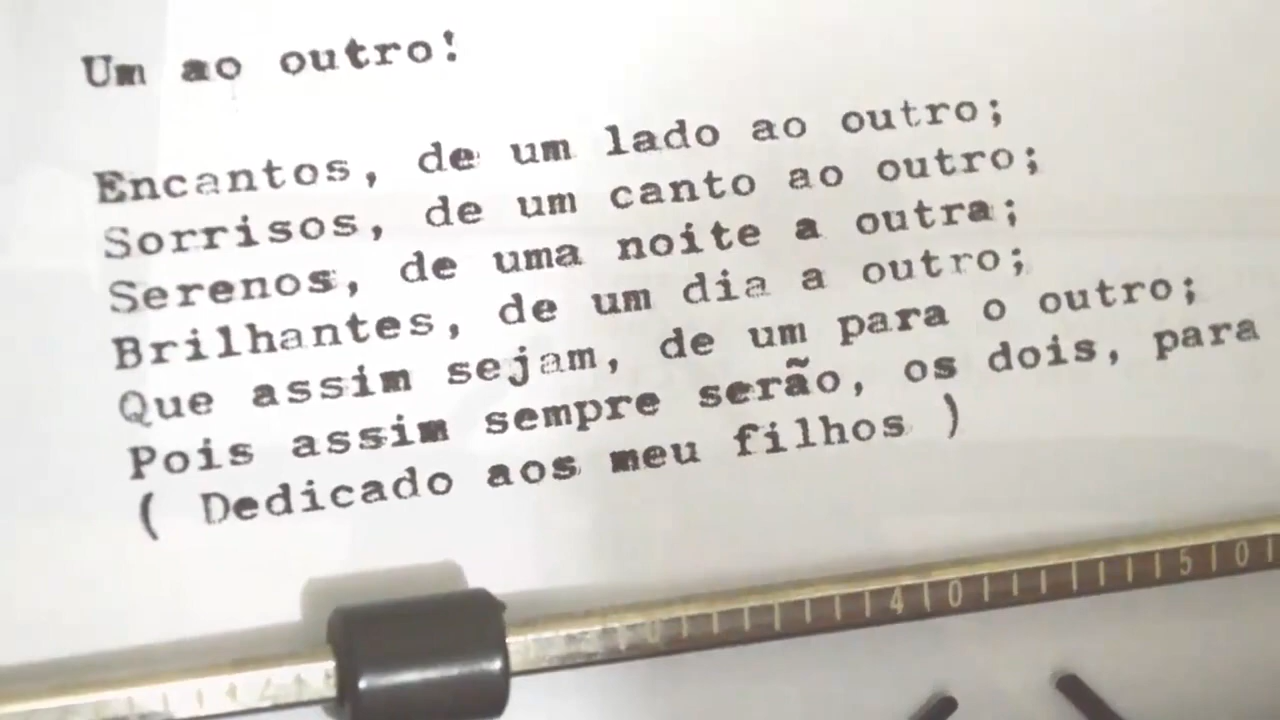 Um ao outro!
Encantos, de um lado ao outro;
Sorrisos, de um canto ao outro;
Serenos, de uma noite a outra;
Brilhantes, de um dia a outro;
Que assim sejam, de um para o outro;
Pois assim sempre serão, os dois, para
( Dedicado aos meu filhos )
40 50